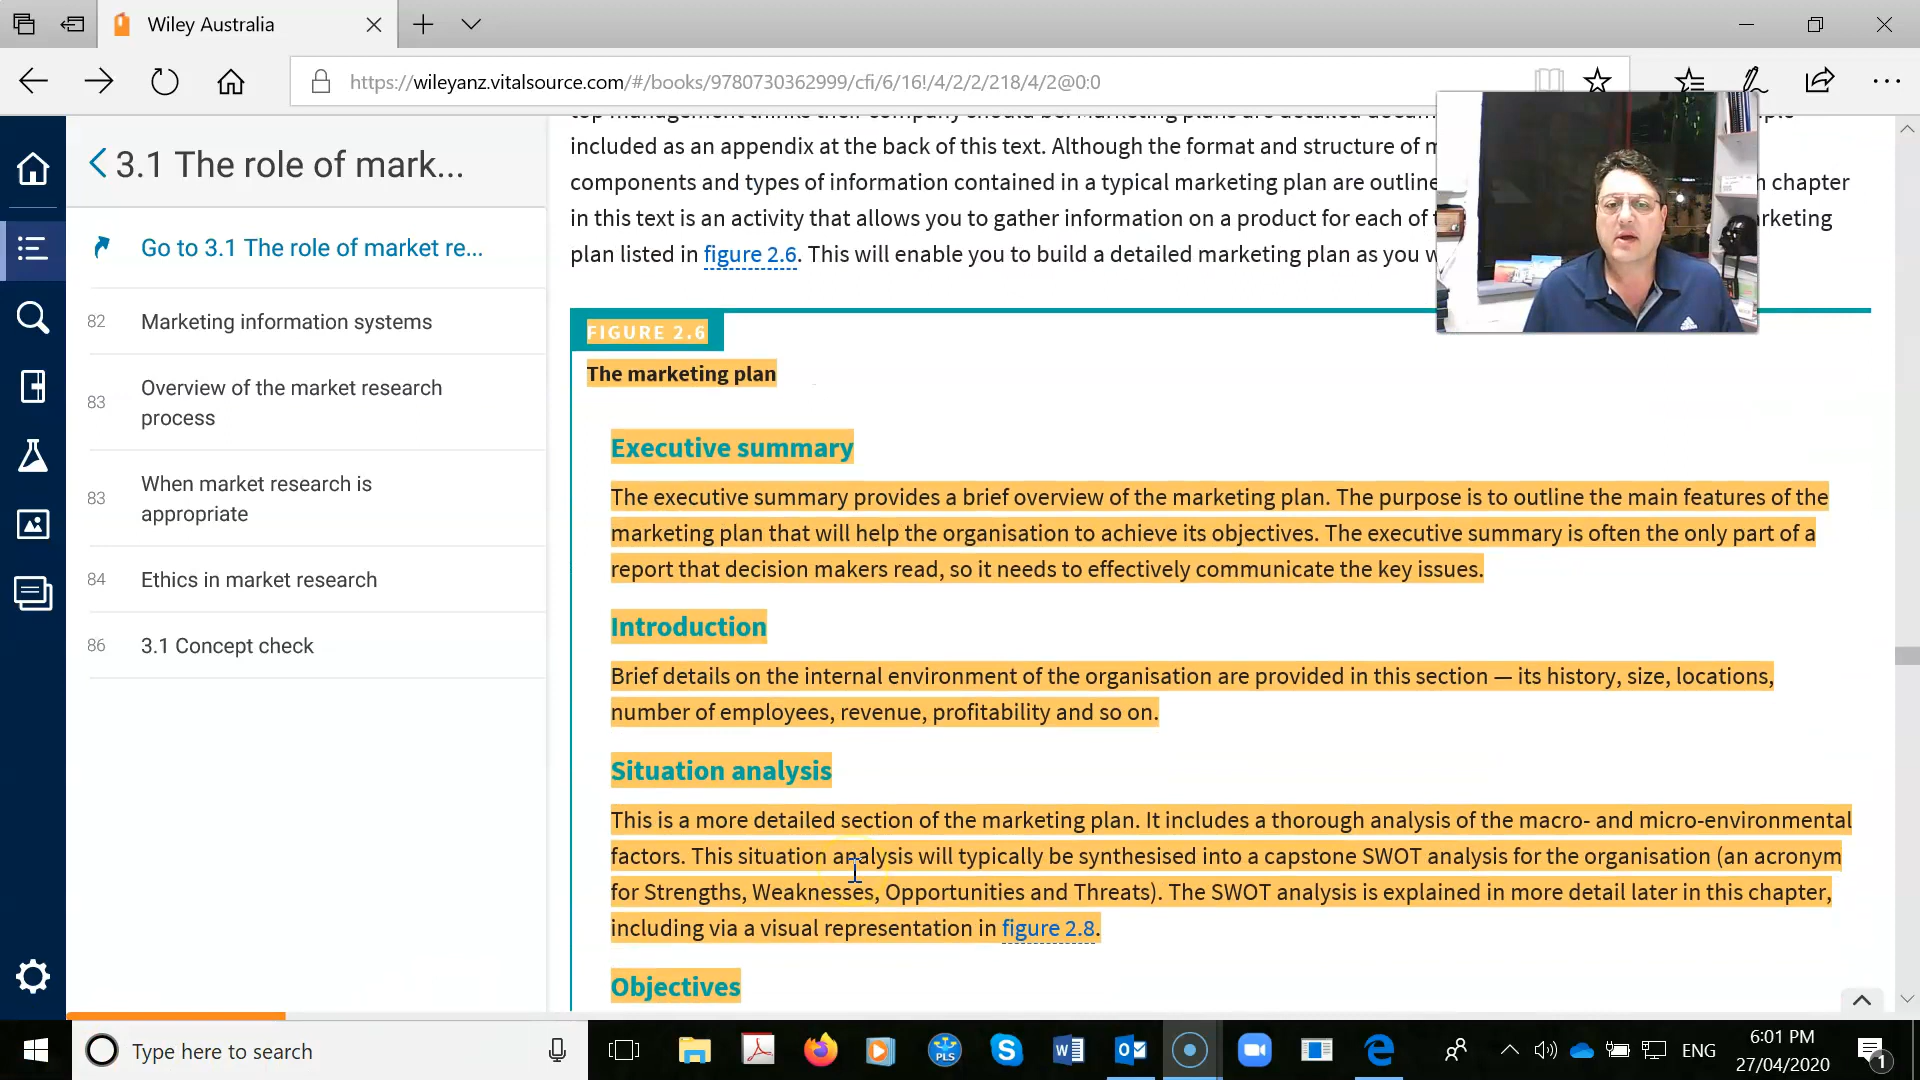 Wiley Australia
https://wileyanz.vitalsource.com/#/books/9780730362999/cfi/6/16!/4/2/2/218/4/2@0:0
3.1 The role of mark...
Go to 3.1 The role of market re...
82 Marketing information systems
83 Overview of the market research
process
83 When market research is
appropriate
84 Ethics in market research
86 3.1 Concept check
top management thinks their company should be. Marketing plans are detailed
included as an appendix at the back of this text. Although the format and structure of
components and types of information contained in a typical marketing plan are chapter
in this text is an activity that allows you to gather information on a product for each of marketing
plan listed in figure 2.6. This will enable you to build a detailed marketing plan as you
FIGURE 2.6
The marketing plan
Executive summary
The executive summary provides a brief overview of the marketing plan. The purpose is to outline the main features of the
marketing plan that will help the organisation to achieve its objectives. The executive summary is often the only part of a
report that decision makers read, so it needs to effectively communicate the key issues.
Introduction
Brief details on the internal environment of the organisation are provided in this section — its history, size, locations,
number of employees, revenue, profitability and so on.
Situation analysis
This is a more detailed section of the marketing plan. It includes a thorough analysis of the macro- and micro-environmental
factors. This situation analysis will typically be synthesised into a capstone SWOT analysis for the organisation (an acronym
for Strengths, Weaknesses, Opportunities and Threats). The SWOT analysis is explained in more detail later in this chapter,
including via a visual representation in figure 2.8.
Objectives
Type here to search
PLS
ENG
6:01 PM
27/04/2020
1